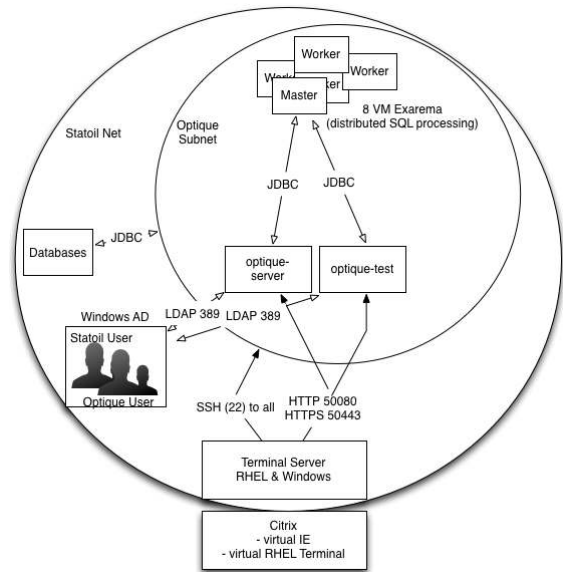 Worker
Worker
Worker
Master
8 VM Exarema
(distributed SQL processing)
Statoil Net
Optique
Subnet
JDBC
JDBC
JDBC
Databases
optique-
server
optique-test
Windows AD
LDAP 389
LDAP 389
Statoil User
Optique User
SSH (22) to all
HTTP 50080
HTTPS 50443
Terminal Server
RHEL & Windows
Citrix
- virtual IE
- virtual RHEL Terminal